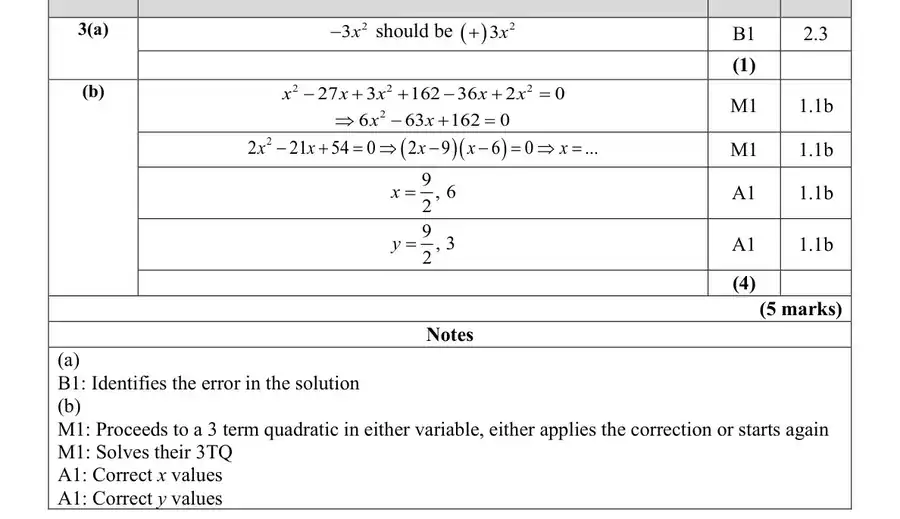 3(a) −3x² should be (+)3x² B1 2.3
(1)
(b) x² − 27x + 3x² + 162 − 36x + 2x² = 0
⇒ 6x² − 63x + 162 = 0 M1 1.1b
2x² − 21x + 54 = 0 ⇒ (2x − 9)(x − 6) = 0 ⇒ x = ... M1 1.1b
x = 9/2, 6 A1 1.1b
y = 9/2, 3 A1 1.1b
(4)
(5 marks)
Notes
(a)
B1: Identifies the error in the solution
(b)
M1: Proceeds to a 3 term quadratic in either variable, either applies the correction or starts again
M1: Solves their 3TQ
A1: Correct x values
A1: Correct y values